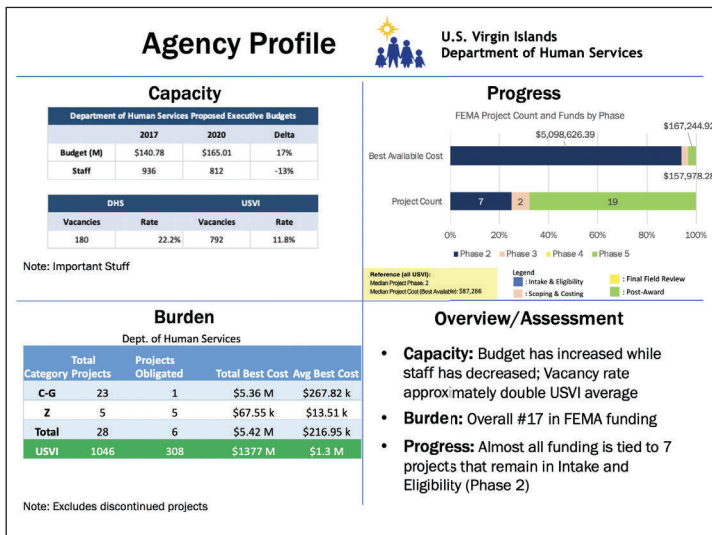 Agency Profile
U.S. Virgin Islands
Department of Human Services
Capacity
Department of Human Services Proposed Executive Budgets
2017 2020 Delta
Budget (M) $140.78 $165.01 17%
Staff 936 812 -13%
DHS USVI
Vacancies Rate Vacancies Rate
180 22.2% 792 11.8%
Note: Important Stuff
Progress
FEMA Project Count and Funds by Phase
$5,098,626.39
$167,244.92
Best Availabile Cost
$157,978.28
Project Count 7 2 19
0% 20% 40% 60% 80% 100%
Phase 2 Phase 3 Phase 4 Phase 5
Reference (all USVI):
Median Project Phase: 2
Median Project Cost (Best Available): $87,266
Legend
: Intake & Eligibility
: Scoping & Costing
: Final Field Review
: Post-Award
Burden
Dept. of Human Services
Total Projects
Category Projects Obligated Total Best Cost Avg Best Cost
C-G 23 1 $5.36 M $267.82 k
Z 5 5 $67.55 k $13.51 k
Total 28 6 $5.42 M $216.95 k
USVI 1046 308 $1377 M $1.3 M
Note: Excludes discontinued projects
Overview/Assessment
• Capacity: Budget has increased while
staff has decreased; Vacancy rate
approximately double USVI average
• Burden: Overall #17 in FEMA funding
• Progress: Almost all funding is tied to 7
projects that remain in Intake and
Eligibility (Phase 2)